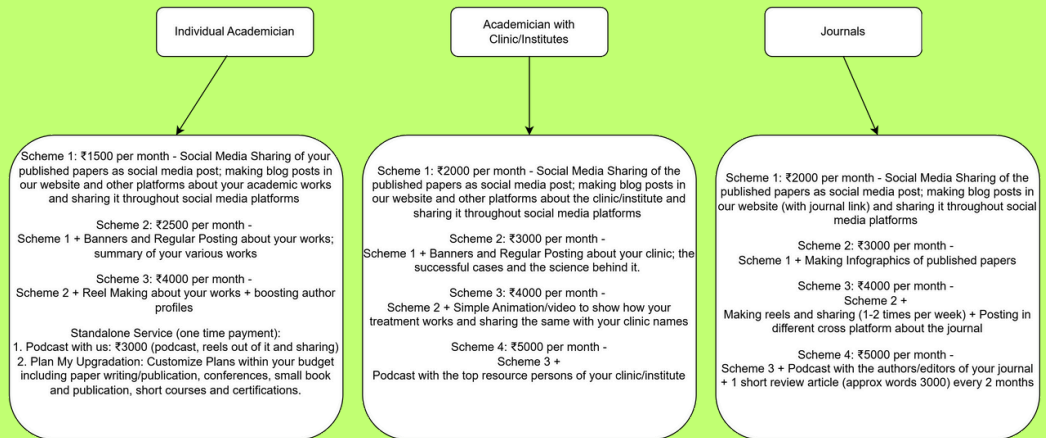 Individual Academician
Academician with
Clinic/Institutes
Journals
Scheme 1: ₹1500 per month - Social Media Sharing of your
published papers as social media post; making blog posts in
our website and other platforms about your academic works
and sharing it throughout social media platforms
Scheme 2: ₹2500 per month -
Scheme 1 + Banners and Regular Posting about your works;
summary of your various works
Scheme 3: ₹4000 per month -
Scheme 2 + Reel Making about your works + boosting author
profiles
Standalone Service (one time payment):
1. Podcast with us: ₹3000 (podcast, reels out of it and sharing)
2. Plan My Upgradation: Customize Plans within your budget
including paper writing/publication, conferences, small book
and publication, short courses and certifications.
Scheme 1: ₹2000 per month - Social Media Sharing of the
published papers as social media post; making blog posts in
our website and other platforms about the clinic/institute and
sharing it throughout social media platforms
Scheme 2: ₹3000 per month -
Scheme 1 + Banners and Regular Posting about your clinic; the
successful cases and the science behind it.
Scheme 3: ₹4000 per month -
Scheme 2 + Simple Animation/video to show how your
treatment works and sharing the same with your clinic names
Scheme 4: ₹5000 per month -
Scheme 3 +
Podcast with the top resource persons of your clinic/institute
Scheme 1: ₹2000 per month - Social Media Sharing of the
published papers as social media post; making blog posts in
our website (with journal link) and sharing it throughout social
media platforms
Scheme 2: ₹3000 per month -
Scheme 1 + Making Infographics of published papers
Scheme 3: ₹4000 per month -
Scheme 2 +
Making reels and sharing (1-2 times per week) + Posting in
different cross platform about the journal
Scheme 4: ₹5000 per month -
Scheme 3 + Podcast with the authors/editors of your journal
+ 1 short review article (approx words 3000) every 2 months